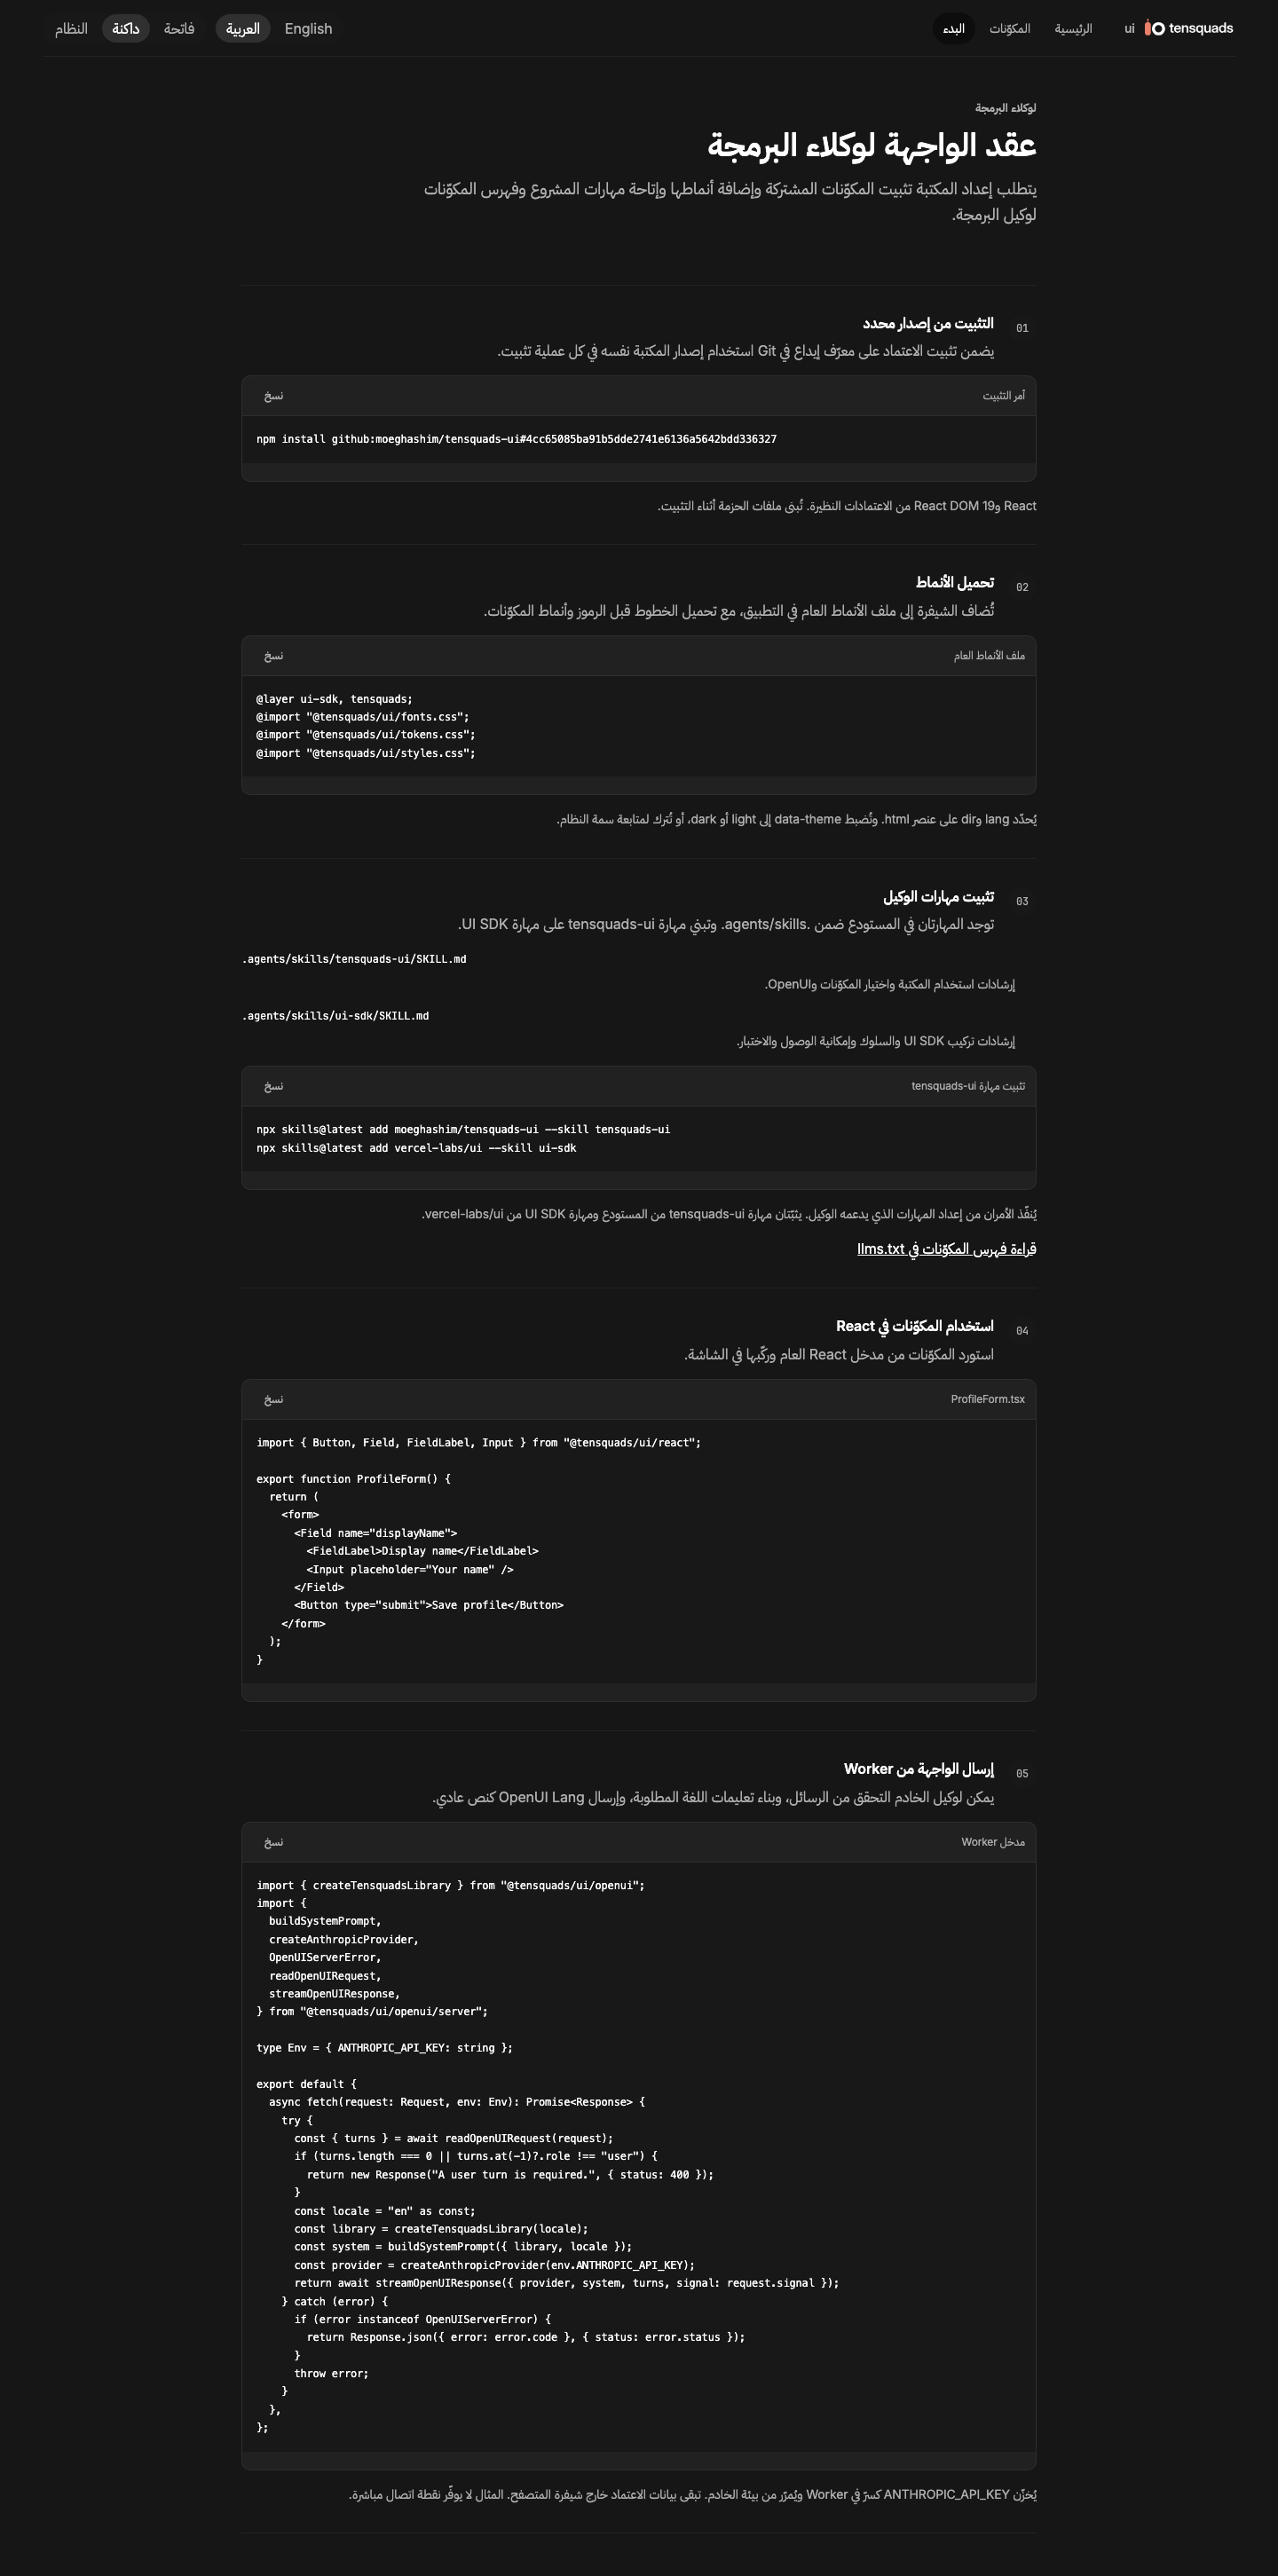 tensquads ui
الرئيسية
المكوّنات
البدء
English
العربية
فاتحة
داكنة
النظام
لوكلاء البرمجة
عقد الواجهة لوكلاء البرمجة
يتطلب إعداد المكتبة تثبيت المكوّنات المشتركة وإضافة أنماطها وإتاحة مهارات المشروع وفهرس المكوّنات
لوكيل البرمجة.
01
التثبيت من إصدار محدد
يضمن تثبيت الاعتماد على معرّف إيداع في Git استخدام إصدار المكتبة نفسه في كل عملية تثبيت.
أمر التثبيت
نسخ
npm install github:moeghashim/tensquads-ui#4cc65085ba91b5dde2741e6136a5642bdd336327
React وReact DOM 19 من الاعتمادات النظيرة. تُبنى ملفات الحزمة أثناء التثبيت.
02
تحميل الأنماط
تُضاف الشيفرة إلى ملف الأنماط العام في التطبيق، مع تحميل الخطوط قبل الرموز وأنماط المكوّنات.
ملف الأنماط العام
نسخ
@layer ui-sdk, tensquads;
@import "@tensquads/ui/fonts.css";
@import "@tensquads/ui/tokens.css";
@import "@tensquads/ui/styles.css";
يُحدّد lang وdir على عنصر html. وتُضبط data-theme إلى light أو dark، أو تُترك لمتابعة سمة النظام.
03
تثبيت مهارات الوكيل
توجد المهارتان في المستودع ضمن .agents/skills. وتبني مهارة tensquads-ui على مهارة UI SDK.
.agents/skills/tensquads-ui/SKILL.md
إرشادات استخدام المكتبة واختيار المكوّنات وOpenUI.
.agents/skills/ui-sdk/SKILL.md
إرشادات تركيب UI SDK والسلوك وإمكانية الوصول والاختبار.
تثبيت مهارة tensquads-ui
نسخ
npx skills@latest add moeghashim/tensquads-ui --skill tensquads-ui
npx skills@latest add vercel-labs/ui --skill ui-sdk
يُنفّذ الأمران من إعداد المهارات الذي يدعمه الوكيل. يثبّتان مهارة tensquads-ui من المستودع ومهارة UI SDK من vercel-labs/ui.
قراءة فهرس المكوّنات في llms.txt
04
استخدام المكوّنات في React
استورد المكوّنات من مدخل React العام وركّبها في الشاشة.
ProfileForm.tsx
نسخ
import { Button, Field, FieldLabel, Input } from "@tensquads/ui/react";
export function ProfileForm() {
return (
<form>
<Field name="displayName">
<FieldLabel>Display name</FieldLabel>
<Input placeholder="Your name" />
</Field>
<Button type="submit">Save profile</Button>
</form>
);
}
05
إرسال الواجهة من Worker
يمكن لوكيل الخادم التحقق من الرسائل، وبناء تعليمات اللغة المطلوبة، وإرسال OpenUI Lang كنص عادي.
مدخل Worker
نسخ
import { createTensquadsLibrary } from "@tensquads/ui/openui";
import {
buildSystemPrompt,
createAnthropicProvider,
OpenUIServerError,
readOpenUIRequest,
streamOpenUIResponse,
} from "@tensquads/ui/openui/server";
type Env = { ANTHROPIC_API_KEY: string };
export default {
async fetch(request: Request, env: Env): Promise<Response> {
try {
const { turns } = await readOpenUIRequest(request);
if (turns.length === 0 || turns.at(-1)?.role !== "user") {
return new Response("A user turn is required.", { status: 400 });
}
const locale = "en" as const;
const library = createTensquadsLibrary(locale);
const system = buildSystemPrompt({ library, locale });
const provider = createAnthropicProvider(env.ANTHROPIC_API_KEY);
return await streamOpenUIResponse({ provider, system, turns, signal: request.signal });
} catch (error) {
if (error instanceof OpenUIServerError) {
return Response.json({ error: error.code }, { status: error.status });
}
throw error;
}
},
};
يُخزّن ANTHROPIC_API_KEY كسرّ في Worker ويُمرّر من بيئة الخادم. تبقى بيانات الاعتماد خارج شيفرة المتصفح. المثال لا يوفّر نقطة اتصال مباشرة.